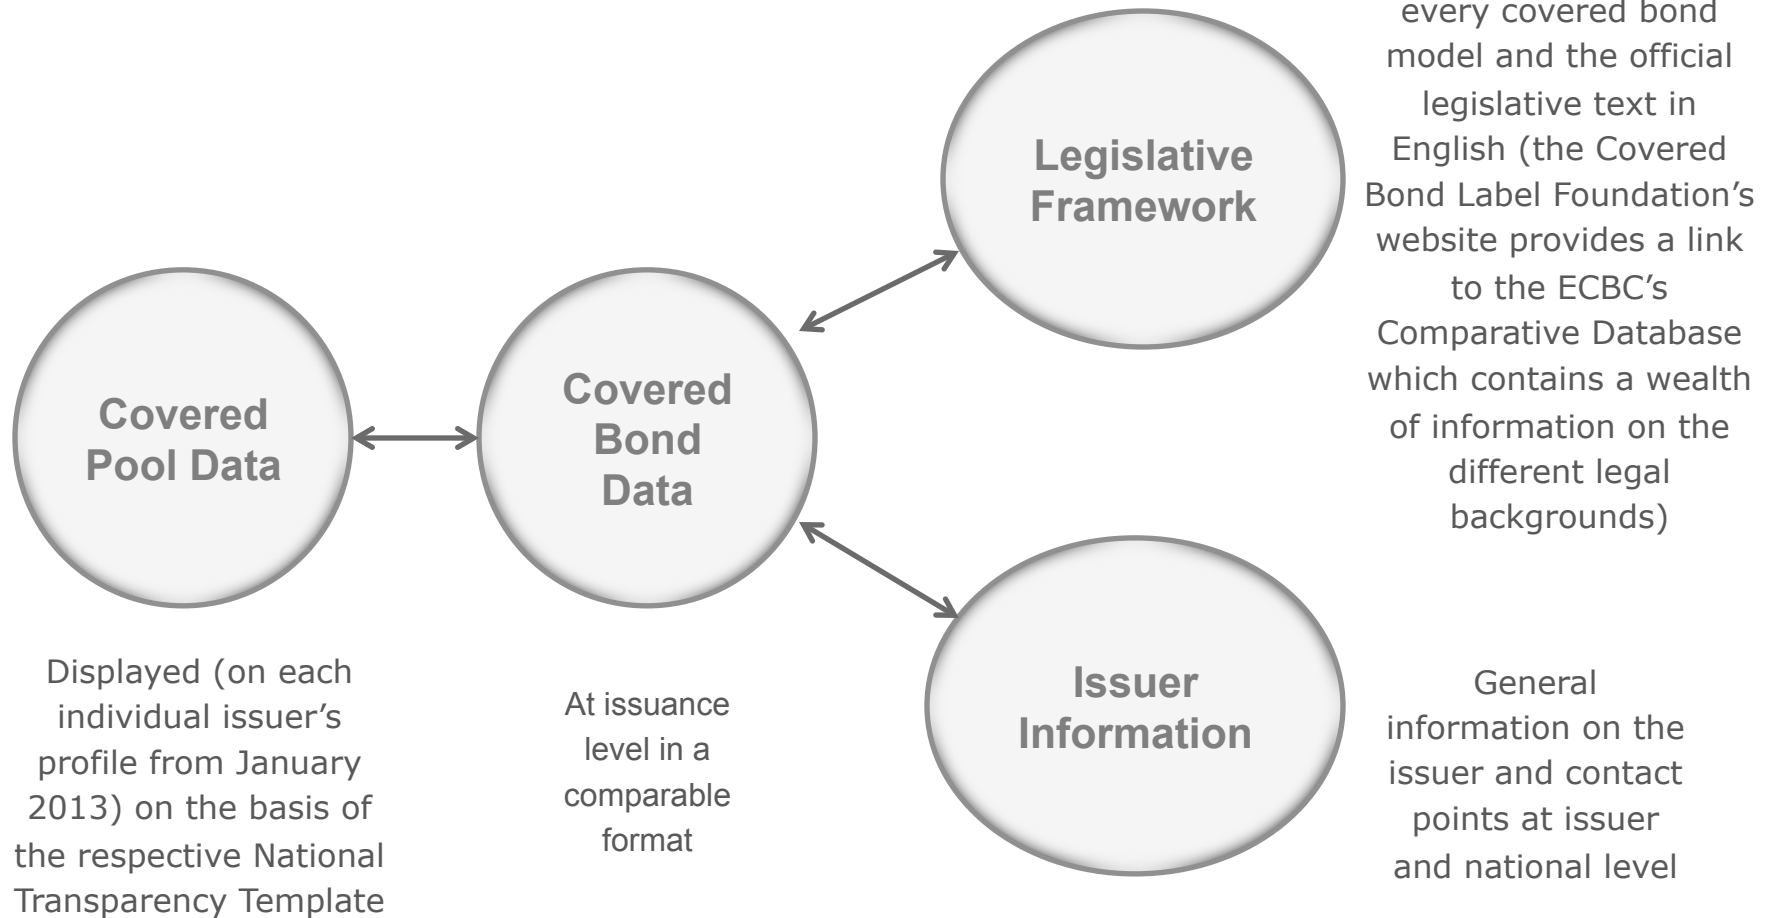 every covered bond
model and the official
legislative text in
English (the Covered
Bond Label Foundation’s
website provides a link
to the ECBC’s
Comparative Database
which contains a wealth
of information on the
different legal
backgrounds)
Legislative
Framework
Covered
Pool Data
Covered
Bond
Data
Issuer
Information
Displayed (on each
individual issuer’s
profile from January
2013) on the basis of
the respective National
Transparency Template
At issuance
level in a
comparable
format
General
information on the
issuer and contact
points at issuer
and national level